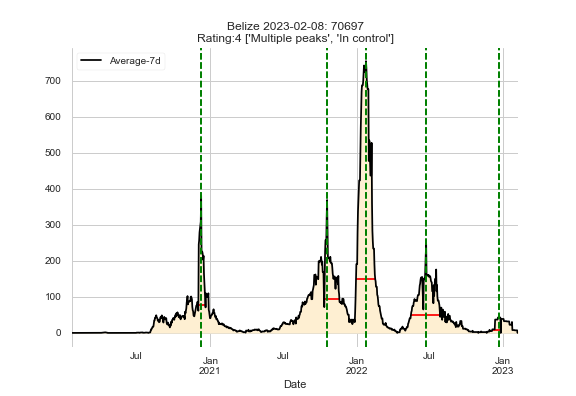 Belize 2023-02-08: 70697
Rating:4 ['Multiple peaks', 'In control']
Average-7d
700
600
500
400
300
200
100
0
Jul
Jan
2021
Jul
Jan
2022
Jul
Jan
2023
Date